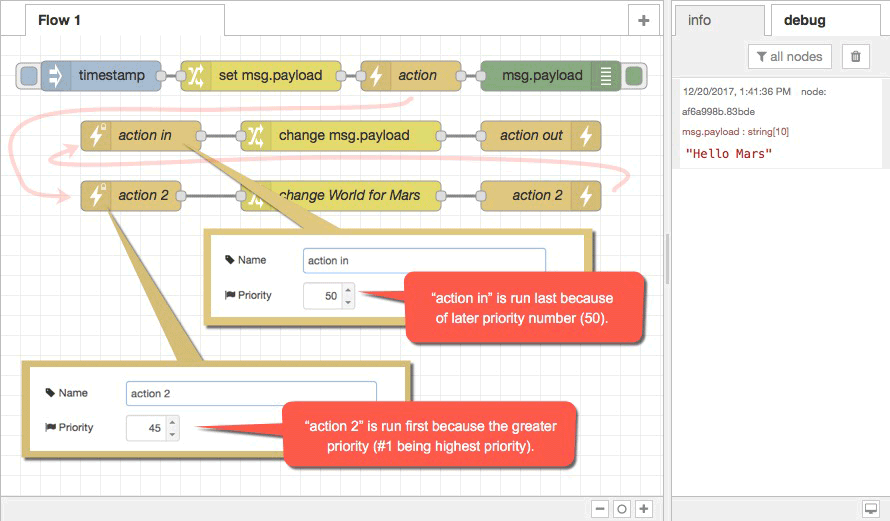 Flow 1
+
info
debug
all nodes
timestamp
set msg.payload
action
msg.payload
12/20/2017, 1:41:36 PM node:
af6a998b.83bde
msg.payload : string[10]
"Hello Mars"
action in
change msg.payload
action out
action 2
change World for Mars
action 2
Name
action in
Priority
50
“action in” is run last because
of later priority number (50).
Name
action 2
Priority
45
“action 2” is run first because the greater
priority (#1 being highest priority).